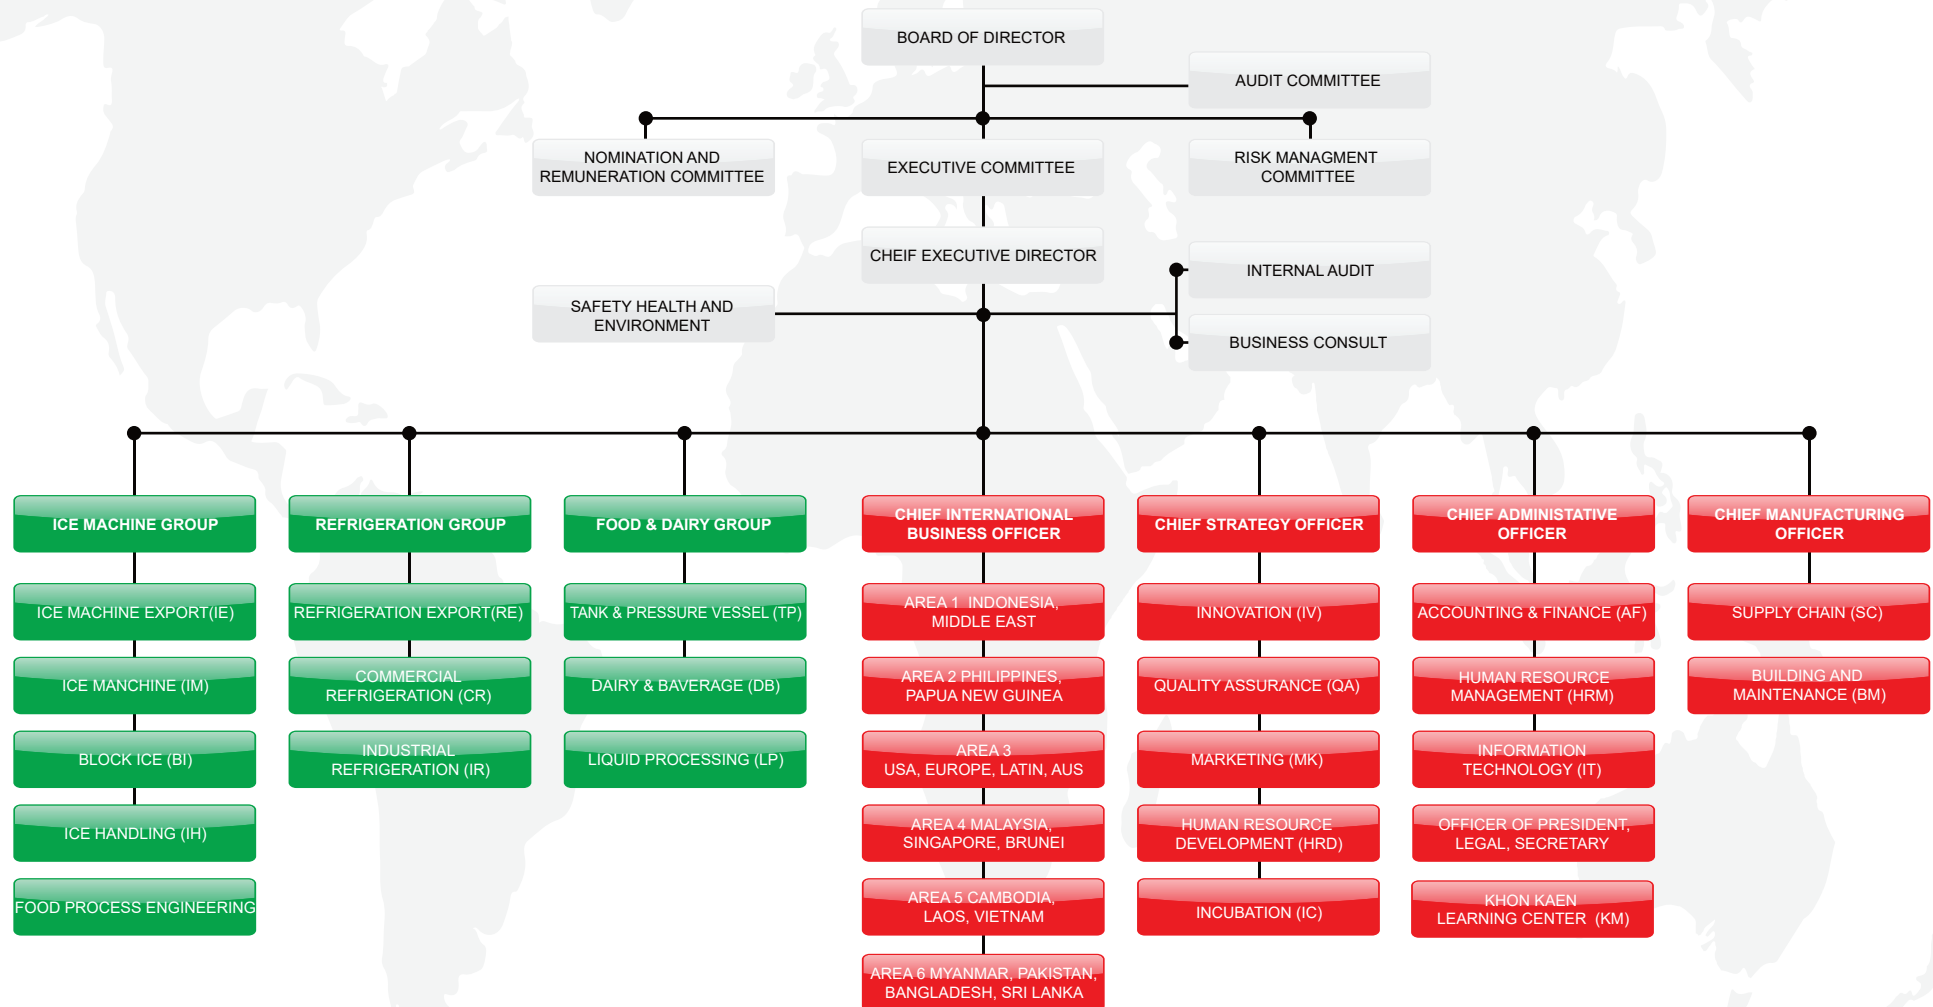 BOARD OF DIRECTOR
AUDIT COMMITTEE
NOMINATION AND
REMUNERATION COMMITTEE
EXECUTIVE COMMITTEE
RISK MANAGMENT
COMMITTEE
CHEIF EXECUTIVE DIRECTOR
INTERNAL AUDIT
SAFETY HEALTH AND
ENVIRONMENT
BUSINESS CONSULT
ICE MACHINE GROUP
ICE MACHINE EXPORT(IE)
ICE MANCHINE (IM)
BLOCK ICE (BI)
ICE HANDLING (IH)
FOOD PROCESS ENGINEERING
REFRIGERATION GROUP
REFRIGERATION EXPORT(RE)
COMMERCIAL
REFRIGERATION (CR)
INDUSTRIAL
REFRIGERATION (IR)
FOOD & DAIRY GROUP
TANK & PRESSURE VESSEL (TP)
DAIRY & BAVERAGE (DB)
LIQUID PROCESSING (LP)
CHIEF INTERNATIONAL
BUSINESS OFFICER
AREA 1  INDONESIA,
MIDDLE EAST
AREA 2 PHILIPPINES,
PAPUA NEW GUINEA
AREA 3
USA, EUROPE, LATIN, AUS
AREA 4 MALAYSIA,
SINGAPORE, BRUNEI
AREA 5 CAMBODIA,
LAOS, VIETNAM
AREA 6 MYANMAR, PAKISTAN,
BANGLADESH, SRI LANKA
CHIEF STRATEGY OFFICER
INNOVATION (IV)
QUALITY ASSURANCE (QA)
MARKETING (MK)
HUMAN RESOURCE
DEVELOPMENT (HRD)
INCUBATION (IC)
CHIEF ADMINISTATIVE
OFFICER
ACCOUNTING & FINANCE (AF)
HUMAN RESOURCE
MANAGEMENT (HRM)
INFORMATION
TECHNOLOGY (IT)
OFFICER OF PRESIDENT,
LEGAL, SECRETARY
KHON KAEN
LEARNING CENTER  (KM)
CHIEF MANUFACTURING
OFFICER
SUPPLY CHAIN (SC)
BUILDING AND
MAINTENANCE (BM)